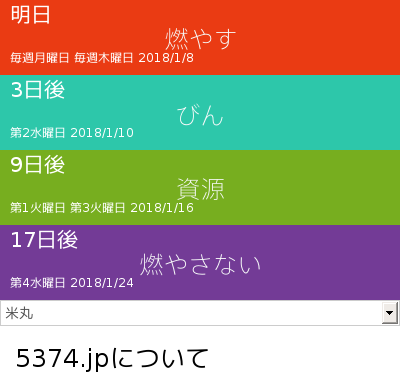 明日
燃やす
毎週月曜日 毎週木曜日 2018/1/8
3日後
びん
第2水曜日 2018/1/10
9日後
資源
第1火曜日 第3火曜日 2018/1/16
17日後
燃やさない
第4水曜日 2018/1/24
米丸
5374.jpについて